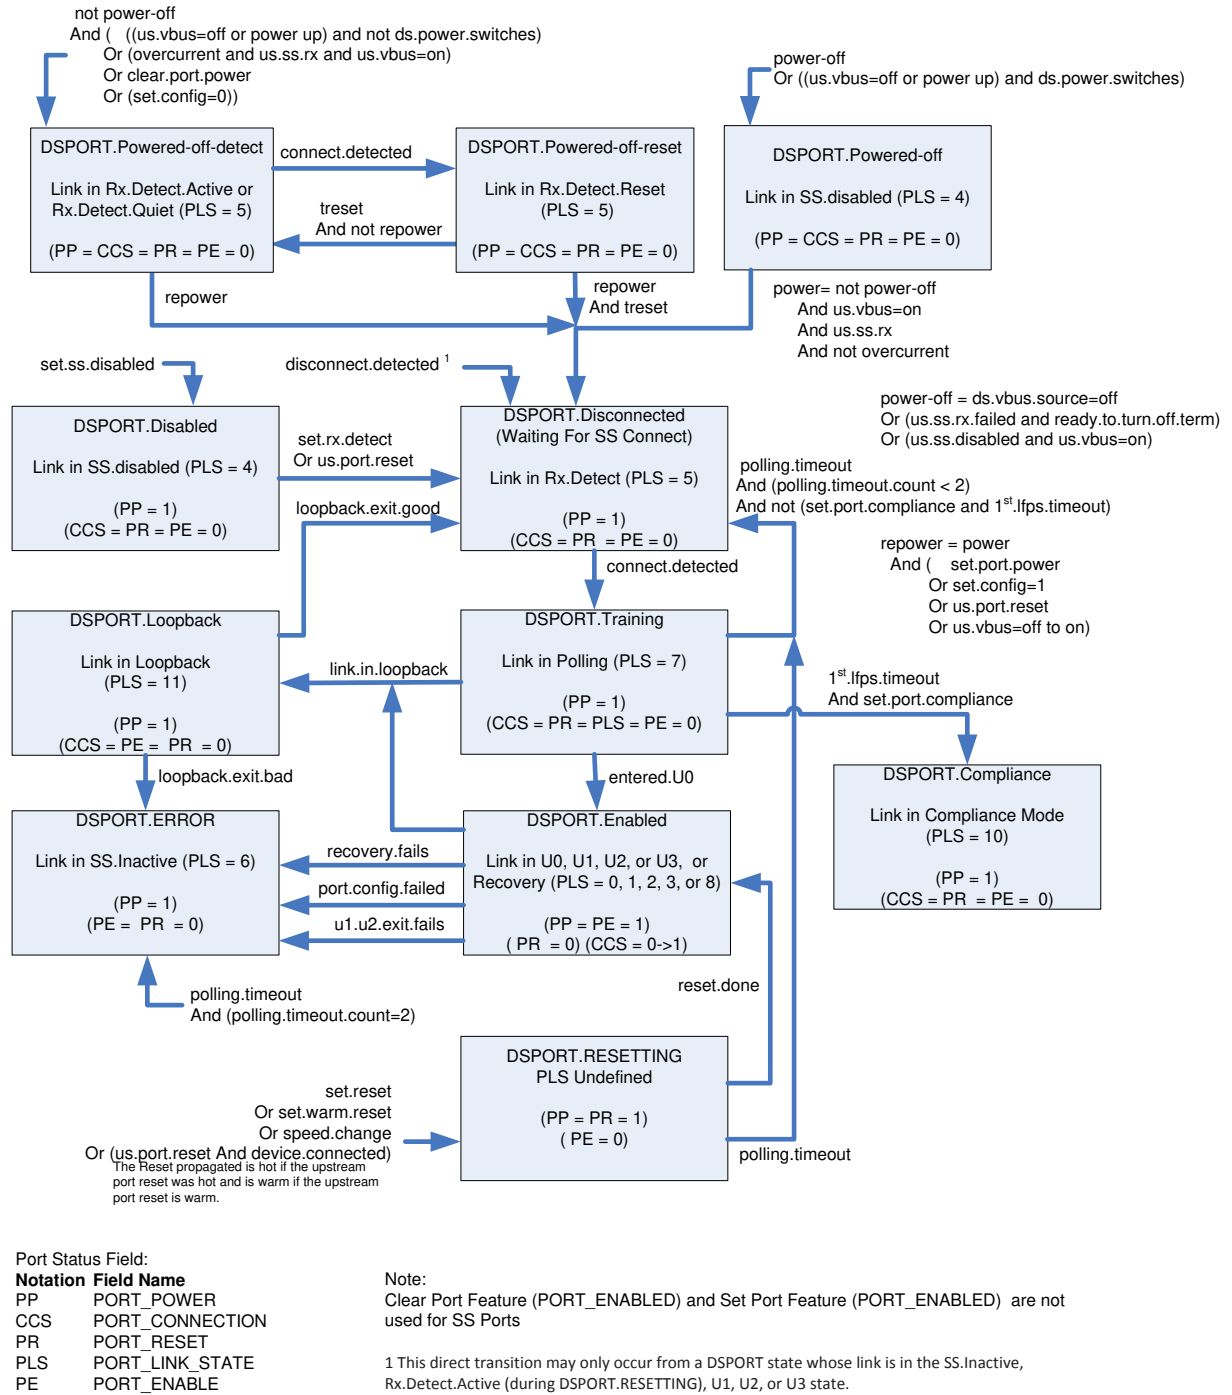 not power-off
And (   ((us.vbus=off or power up) and not ds.power.switches)
Or (overcurrent and us.ss.rx and us.vbus=on)
Or clear.port.power
Or (set.config=0))
power-off
Or ((us.vbus=off or power up) and ds.power.switches)
DSPORT.Powered-off-detect
Link in Rx.Detect.Active or
Rx.Detect.Quiet (PLS = 5)
(PP = CCS = PR = PE = 0)
connect.detected
treset
And not repower
DSPORT.Powered-off-reset
Link in Rx.Detect.Reset
(PLS = 5)
(PP = CCS = PR = PE = 0)
DSPORT.Powered-off
Link in SS.disabled (PLS = 4)
(PP = CCS = PR = PE = 0)
repower
repower
And treset
power= not power-off
And us.vbus=on
And us.ss.rx
And not overcurrent
set.ss.disabled
disconnect.detected 1
DSPORT.Disabled
Link in SS.disabled (PLS = 4)
(PP = 1)
(CCS = PR = PE = 0)
set.rx.detect
Or us.port.reset
loopback.exit.good
DSPORT.Disconnected
(Waiting For SS Connect)
Link in Rx.Detect (PLS = 5)
(PP = 1)
(CCS = PR  = PE = 0)
power-off = ds.vbus.source=off
Or (us.ss.rx.failed and ready.to.turn.off.term)
Or (us.ss.disabled and us.vbus=on)
polling.timeout
And (polling.timeout.count < 2)
And not (set.port.compliance and 1st.lfps.timeout)
repower = power
And (    set.port.power
Or set.config=1
Or us.port.reset
Or us.vbus=off to on)
connect.detected
DSPORT.Loopback
Link in Loopback
(PLS = 11)
(PP = 1)
(CCS = PE =  PR  = 0)
link.in.loopback
DSPORT.Training
Link in Polling (PLS = 7)
(PP = 1)
(CCS = PR = PLS = PE = 0)
1st.lfps.timeout
And set.port.compliance
loopback.exit.bad
entered.U0
DSPORT.Compliance
Link in Compliance Mode
(PLS = 10)
(PP = 1)
(CCS = PR  = PE =  0)
DSPORT.ERROR
Link in SS.Inactive (PLS = 6)
(PP = 1)
(PE =  PR  = 0)
recovery.fails
port.config.failed
u1.u2.exit.fails
DSPORT.Enabled
Link in U0, U1, U2, or U3,  or
Recovery (PLS = 0, 1, 2, 3, or 8)
(PP = PE = 1)
( PR  = 0) (CCS = 0->1)
polling.timeout
And (polling.timeout.count=2)
reset.done
DSPORT.RESETTING
PLS Undefined
(PP = PR = 1)
( PE = 0)
set.reset
Or set.warm.reset
Or speed.change
Or (us.port.reset And device.connected)
The Reset propagated is hot if the upstream
port reset was hot and is warm if the upstream
port reset is warm.
polling.timeout
Port Status Field:
Notation Field Name
PP PORT_POWER
CCS PORT_CONNECTION
PR PORT_RESET
PLS PORT_LINK_STATE
PE PORT_ENABLE
Note:
Clear Port Feature (PORT_ENABLED) and Set Port Feature (PORT_ENABLED)  are not
used for SS Ports
1 This direct transition may only occur from a DSPORT state whose link is in the SS.Inactive,
Rx.Detect.Active (during DSPORT.RESETTING), U1, U2, or U3 state.